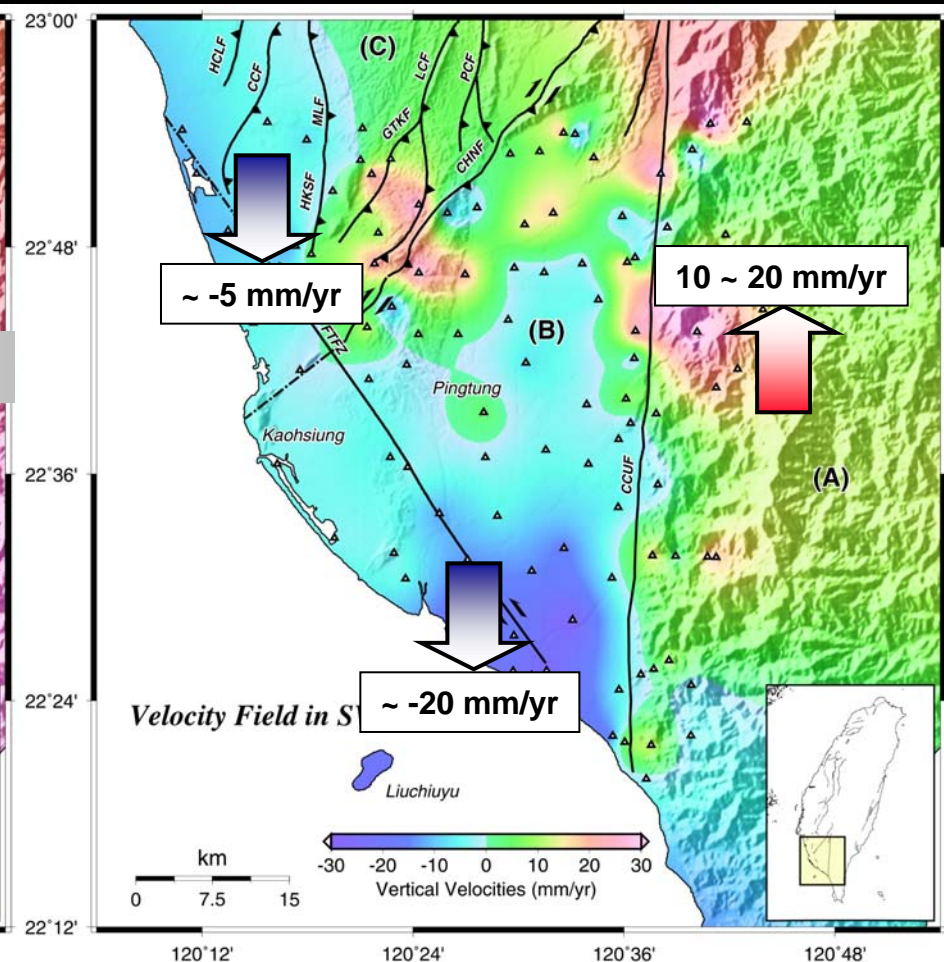 23°00'
22°48'
22°36'
22°24'
22°12'
HCLF
CCF
MLF
HKSF
(C)
LCF
PCF
GTKF
CHNF
~ -5 mm/yr
10 ~ 20 mm/yr
FTFZ
(B)
Pingtung
Kaohsiung
CCUF
(A)
~ -20 mm/yr
Velocity Field in
Liuchiuyu
km
0 7.5 15
-30 -20 -10 0 10 20 30
Vertical Velocities (mm/yr)
120°12' 120°24' 120°36' 120°48'